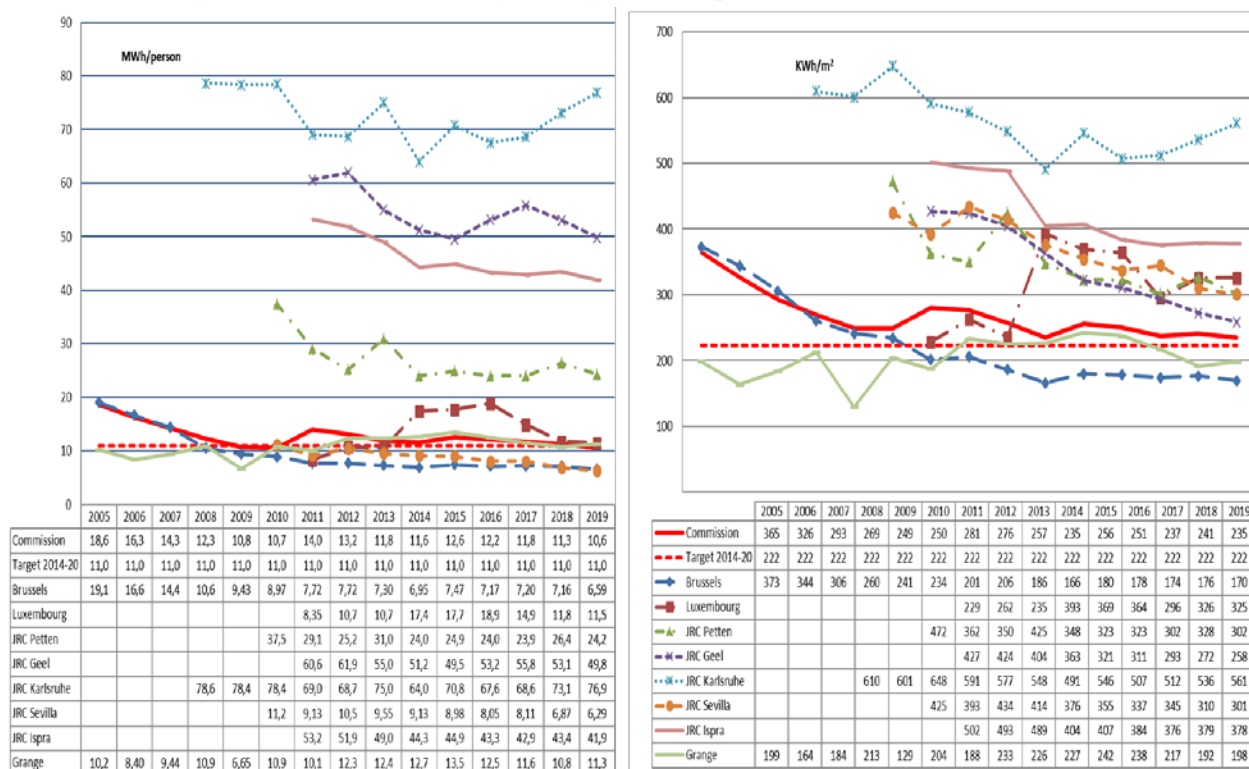 90
MWh/person
80
70
60
50
40
30
20
10
0
2005 2006 2007 2008 2009 2010 2011 2012 2013 2014 2015 2016 2017 2018 2019
Commission 18,6 16,3 14,3 12,3 10,8 10,7 14,0 13,2 11,8 11,6 12,6 12,2 11,8 11,3 10,6
Target 2014-20 11,0 11,0 11,0 11,0 11,0 11,0 11,0 11,0 11,0 11,0 11,0 11,0 11,0 11,0 11,0
Brussels 19,1 16,6 14,4 10,6 9,43 8,97 7,72 7,72 7,30 6,95 7,47 7,17 7,20 7,16 6,59
Luxembourg 8,35 10,7 10,7 17,4 17,7 18,9 14,9 11,8 11,5
JRC Petten 37,5 29,1 25,2 31,0 24,0 24,9 24,0 23,9 26,4 24,2
JRC Geel 60,6 61,9 55,0 51,2 49,5 53,2 55,8 53,1 49,8
JRC Karlsruhe 78,6 78,4 78,4 69,0 68,7 75,0 64,0 70,8 67,6 68,6 73,1 76,9
JRC Sevilla 11,2 9,13 10,5 9,55 9,13 8,98 8,05 8,11 6,87 6,29
JRC Ispra 53,2 51,9 49,0 44,3 44,9 43,3 42,9 43,4 41,9
Grange 10,2 8,40 9,44 10,9 6,65 10,9 10,1 12,3 12,4 12,7 13,5 12,5 11,6 10,8 11,3
700
KWh/m²
600
500
400
300
200
100
2005 2006 2007 2008 2009 2010 2011 2012 2013 2014 2015 2016 2017 2018 2019
Commission 365 326 293 269 249 250 281 276 257 235 256 251 237 241 235
Target 2014-20 222 222 222 222 222 222 222 222 222 222 222 222 222 222 222
Brussels 373 344 306 260 241 234 201 206 186 166 180 178 174 176 170
Luxembourg 229 262 235 393 369 364 296 326 325
JRC Petten 472 362 350 425 348 323 323 302 328 302
JRC Geel 427 424 404 363 321 311 293 272 258
JRC Karlsruhe 610 601 648 591 577 548 491 546 507 512 536 561
JRC Sevilla 425 393 434 414 376 355 337 345 310 301
JRC Ispra 502 493 489 404 407 384 376 379 378
Grange 199 164 184 213 129 204 188 233 226 227 242 238 217 192 198